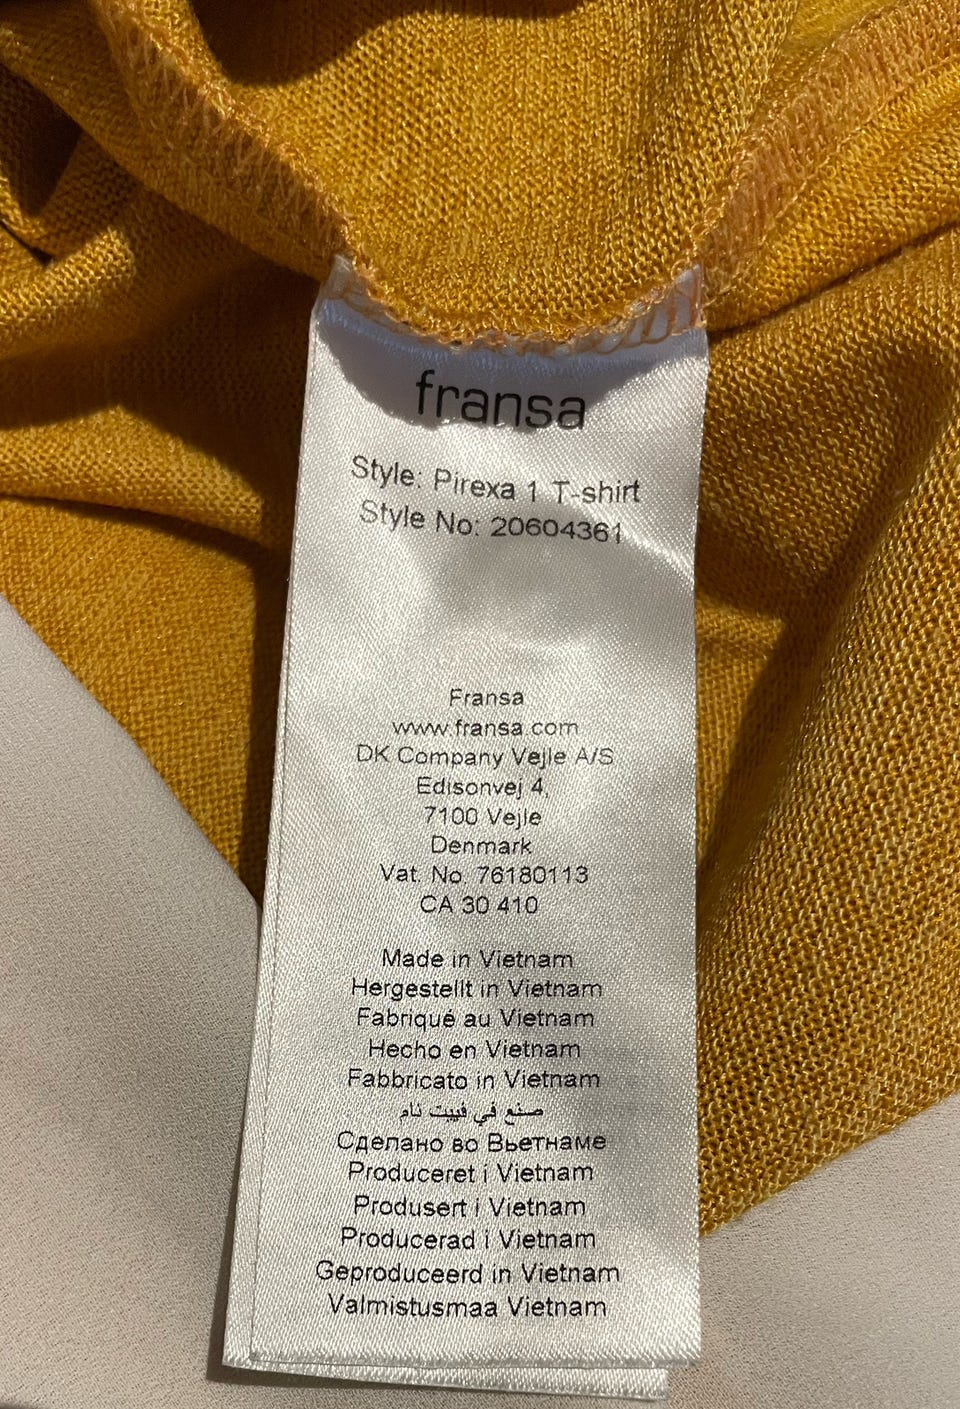 fransa
Style: Pirexa 1 T-shirt
Style No: 20604361
Fransa
www.fransa.com
DK Company Vejle A/S
Edisonvej 4,
7100 Vejle
Denmark
Vat. No. 76180113
CA 30 410
Made in Vietnam
Hergestellt in Vietnam
Fabriqué au Vietnam
Hecho en Vietnam
Fabbricato in Vietnam
صنع في فييت نام
Сделано во Вьетнаме
Produceret i Vietnam
Produsert i Vietnam
Producerad i Vietnam
Geproduceerd in Vietnam
Valmistusmaa Vietnam